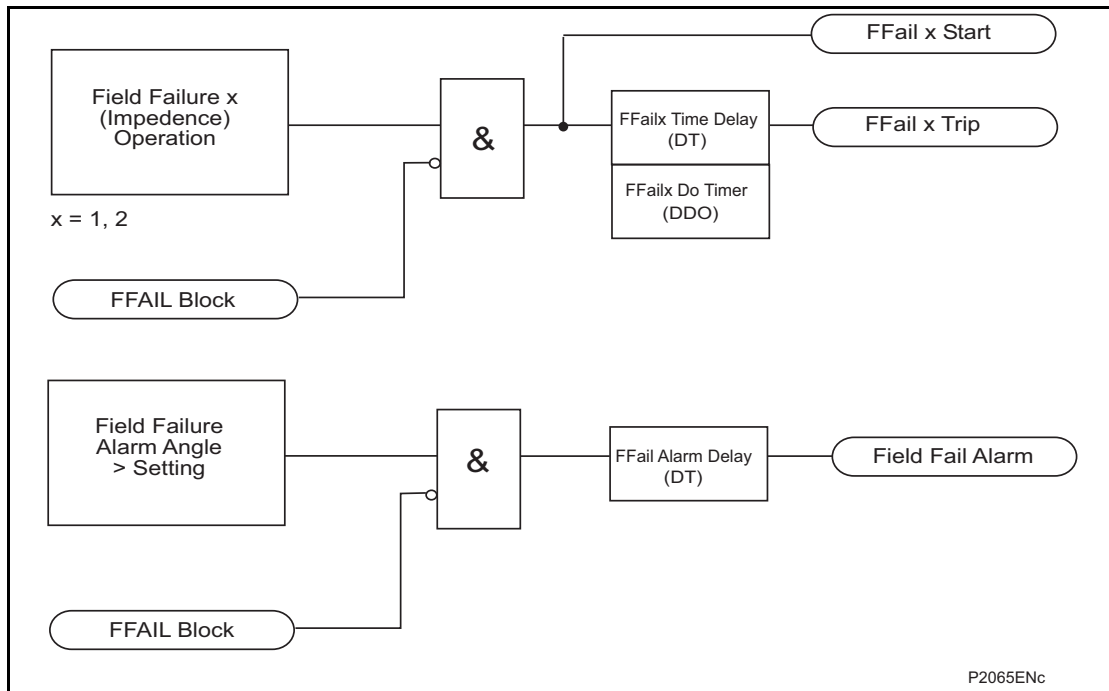 FFail x Start
Field Failure x
(Impedence)
Operation
&
FFailx Time Delay
(DT)
FFail x Trip
FFailx Do Timer
(DDO)
x = 1, 2
FFAIL Block
Field Failure
Alarm Angle
> Setting
&
FFail Alarm Delay
(DT)
Field Fail Alarm
FFAIL Block
P2065ENc